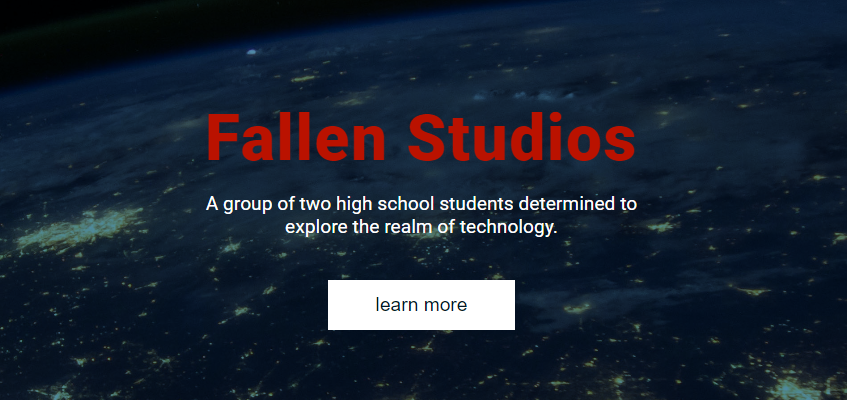 Fallen Studios
A group of two high school students determined to
explore the realm of technology.
learn more